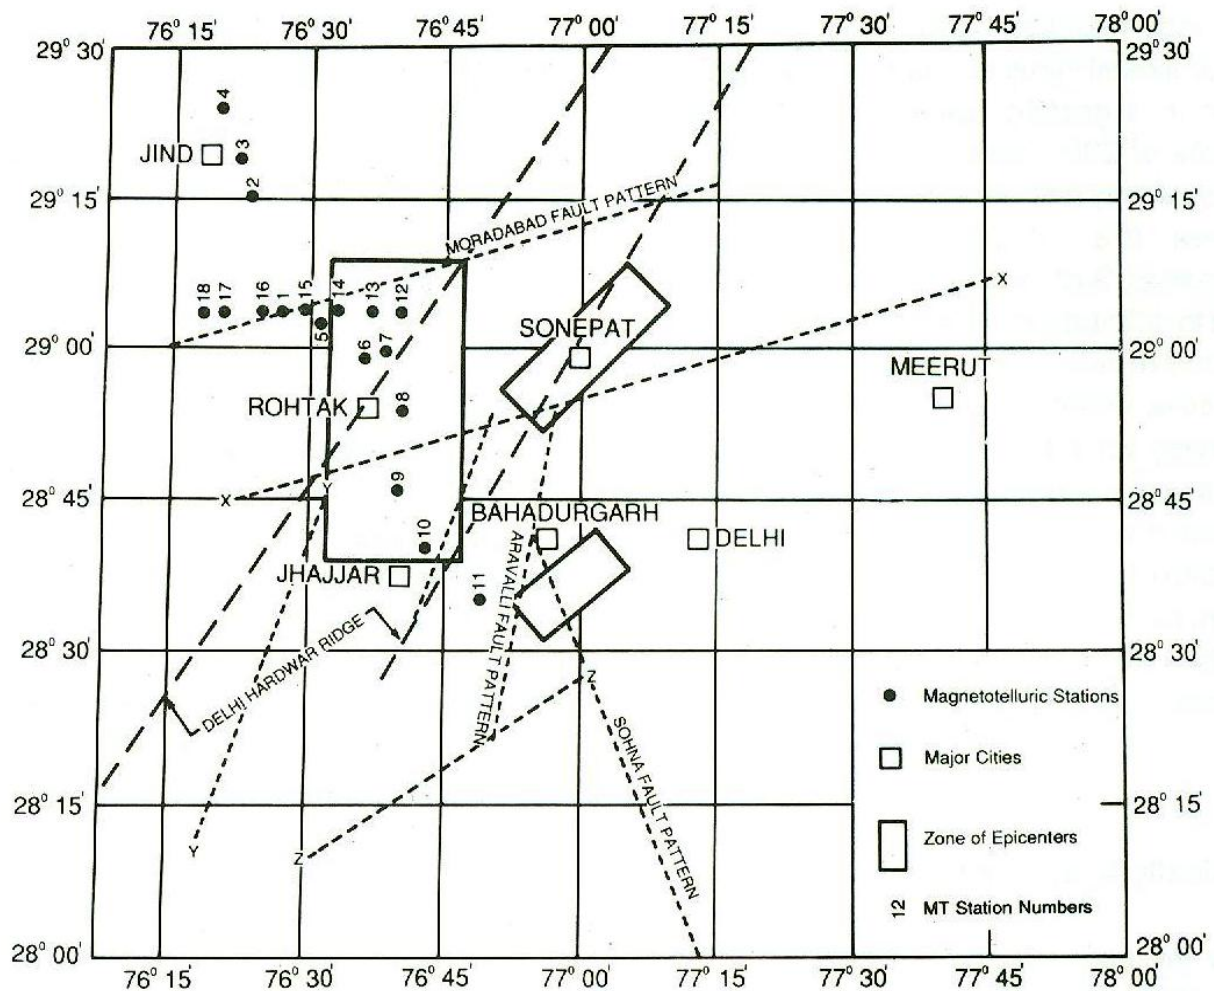 76° 15' 76° 30' 76° 45' 77° 00' 77° 15' 77° 30' 77° 45' 78° 00'
29° 30' 29° 30'
4
JIND
3
2
29° 15' 29° 15'
MORADABAD FAULT PATTERN
X
18 17 16 1 15 14 13 12
5
SONEPAT
29° 00' 29° 00'
6 7
MEERUT
ROHTAK
8
X
Y
28° 45' 28° 45'
9
BAHADURGARH
DELHI
10
JHAJJAR
11
ARAVALLI FAULT PATTERN
DELHI HARDWAR RIDGE
28° 30' 28° 30'
Z
Magnetotelluric Stations
SOHNA FAULT PATTERN
Major Cities
28° 15' 28° 15'
Y
Z
Zone of Epicenters
12 MT Station Numbers
28° 00' 28° 00'
76° 15' 76° 30' 76° 45' 77° 00' 77° 15' 77° 30' 77° 45' 78° 00'